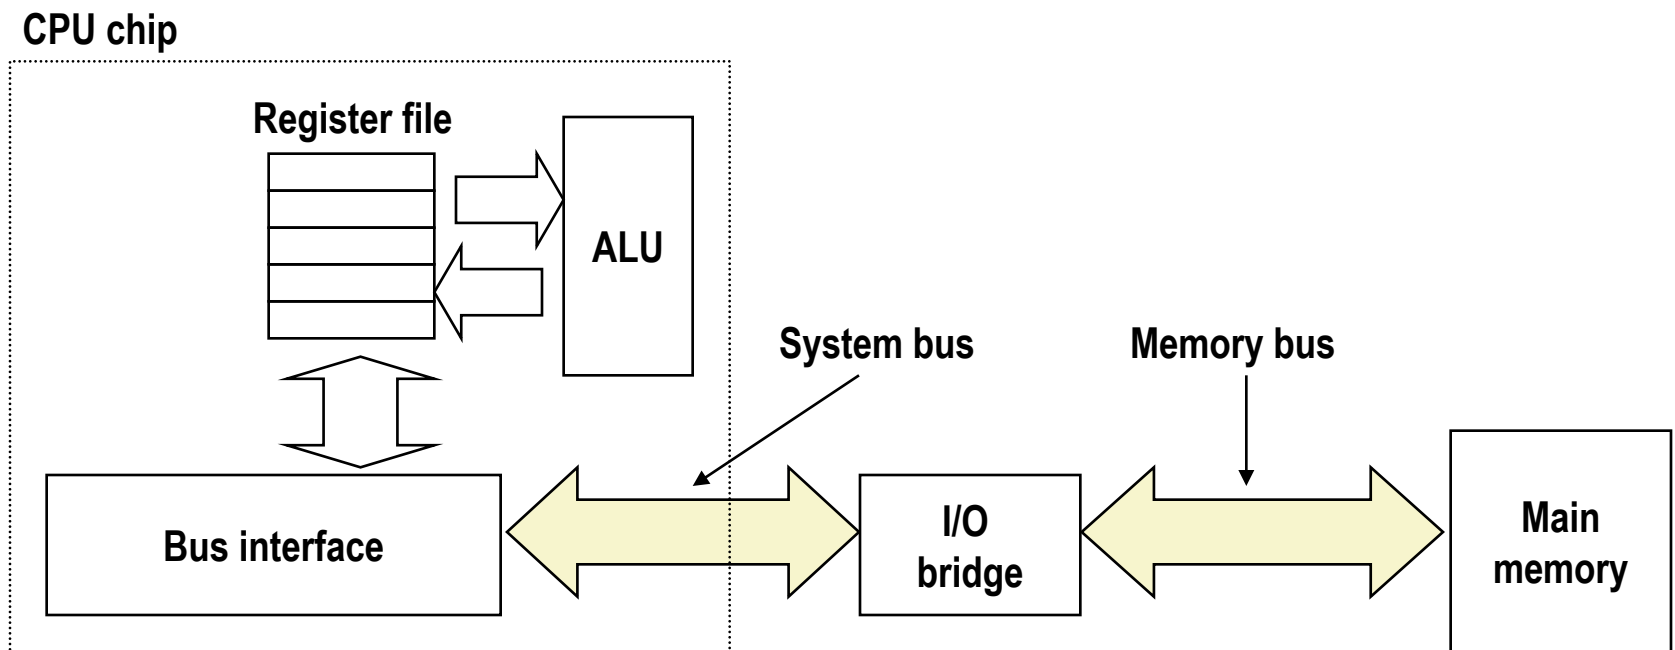 CPU chip
Register file
ALU
System bus
Memory bus
Bus interface
I/O
bridge
Main
memory